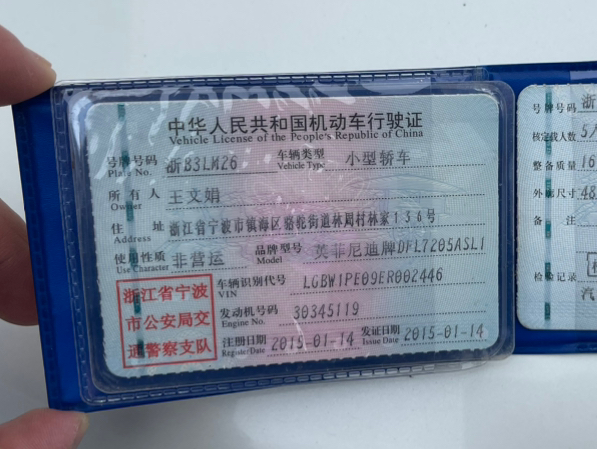 中华人民共和国机动车行驶证
Vehicle License of the People's Republic of China
号牌号码 浙B3LM26 车辆类型 小型轿车
Plate No. Vehicle Type
所有人 王文娟
Owner
住址 浙江省宁波市镇海区骆驼街道林周村林家136号
Address
使用性质 非营运 品牌型号 英菲尼迪牌DFL7205ASL1
Use Character Model
车辆识别代号 LGBW1PE09ER002446
VIN
发动机号码 30345119
Engine No.
注册日期 2015-01-14 发证日期 2015-01-14
Register Date Issue Date
浙江省宁波
市公安局交
通警察支队
号牌号码 浙
核定载人数 5人
整备质量 16
外廓尺寸 48
备注
检验记录
汽